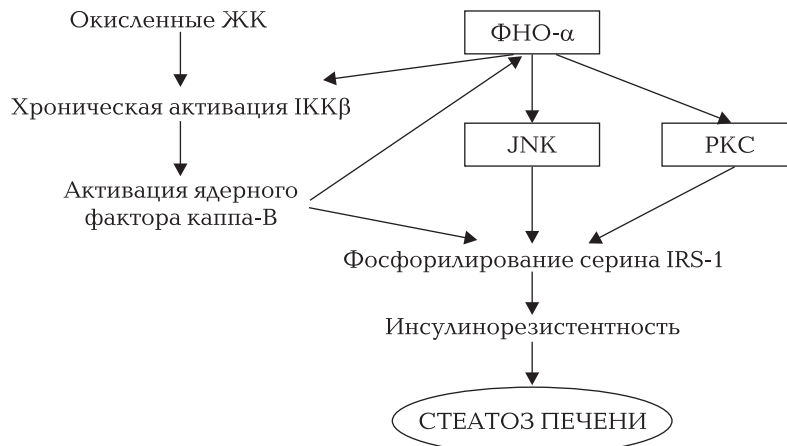 Окисленные ЖК
ФНО-α
Хроническая активация IKKβ
JNK
PKC
Активация ядерного
фактора каппа-B
Фосфорилирование серина IRS-1
Инсулинорезистентность
СТЕАТОЗ ПЕЧЕНИ